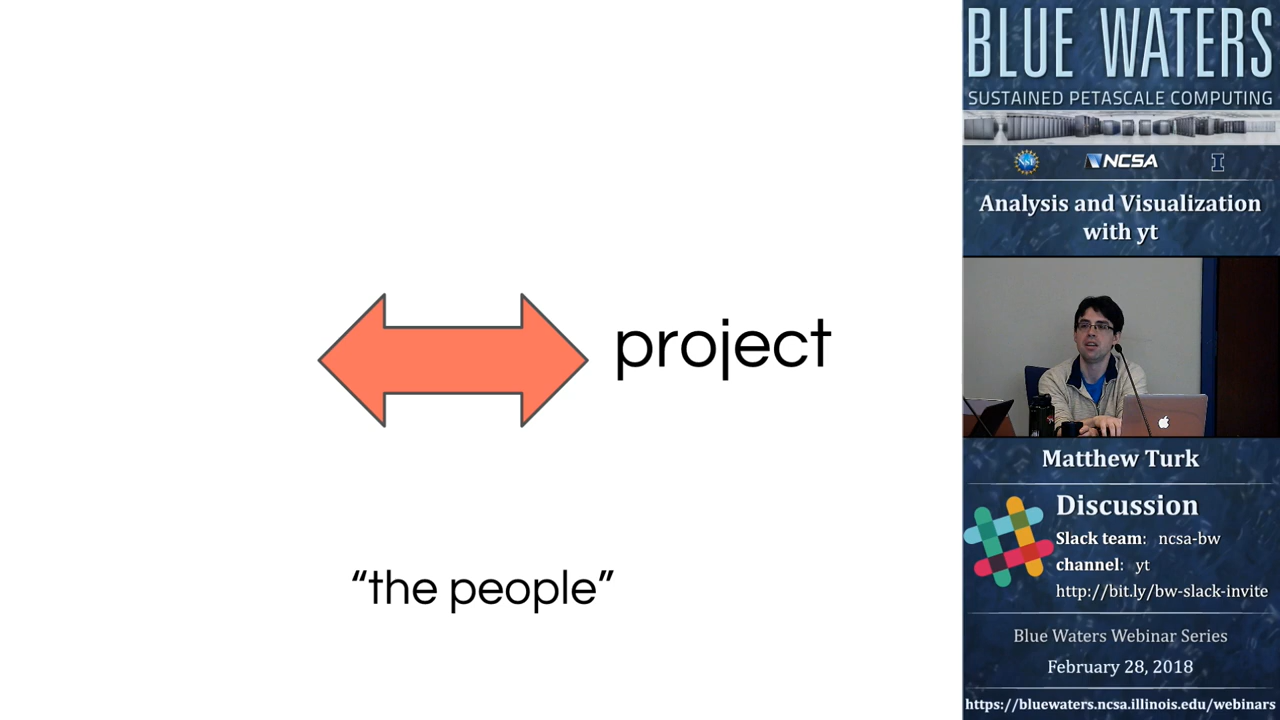 project
“the people”
BLUE WATERS
SUSTAINED PETASCALE COMPUTING
NSF
NCSA
I
Analysis and Visualization
with yt
Matthew Turk
Discussion
Slack team: ncsa-bw
channel: yt
http://bit.ly/bw-slack-invite
Blue Waters Webinar Series
February 28, 2018
https://bluewaters.ncsa.illinois.edu/webinars